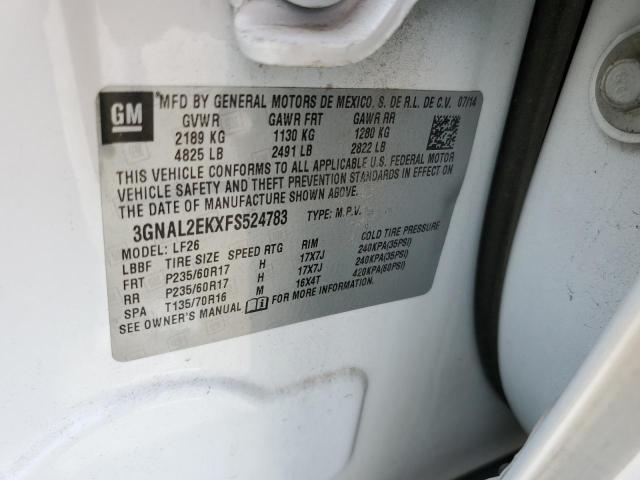 GM
*MFD BY GENERAL MOTORS DE MEXICO, S. DE R.L. DE C.V. 07/14
GVWR GAWR FRT GAWR RR
2189 KG 1130 KG 1280 KG
4825 LB 2491 LB 2822 LB
THIS VEHICLE CONFORMS TO ALL APPLICABLE U.S. FEDERAL MOTOR
VEHICLE SAFETY AND THEFT PREVENTION STANDARDS IN EFFECT ON
THE DATE OF MANUFACTURE SHOWN ABOVE.
3GNAL2EKXFS524783 TYPE: M.P.V.
MODEL: LF26
LBBF TIRE SIZE SPEED RTG RIM COLD TIRE PRESSURE
FRT P235/60R17 H 17X7J 240KPA(35PSI)
RR P235/60R17 H 17X7J 240KPA(35PSI)
SPA T135/70R16 M 16X4T 420KPA(60PSI)
SEE OWNER'S MANUAL FOR MORE INFORMATION.